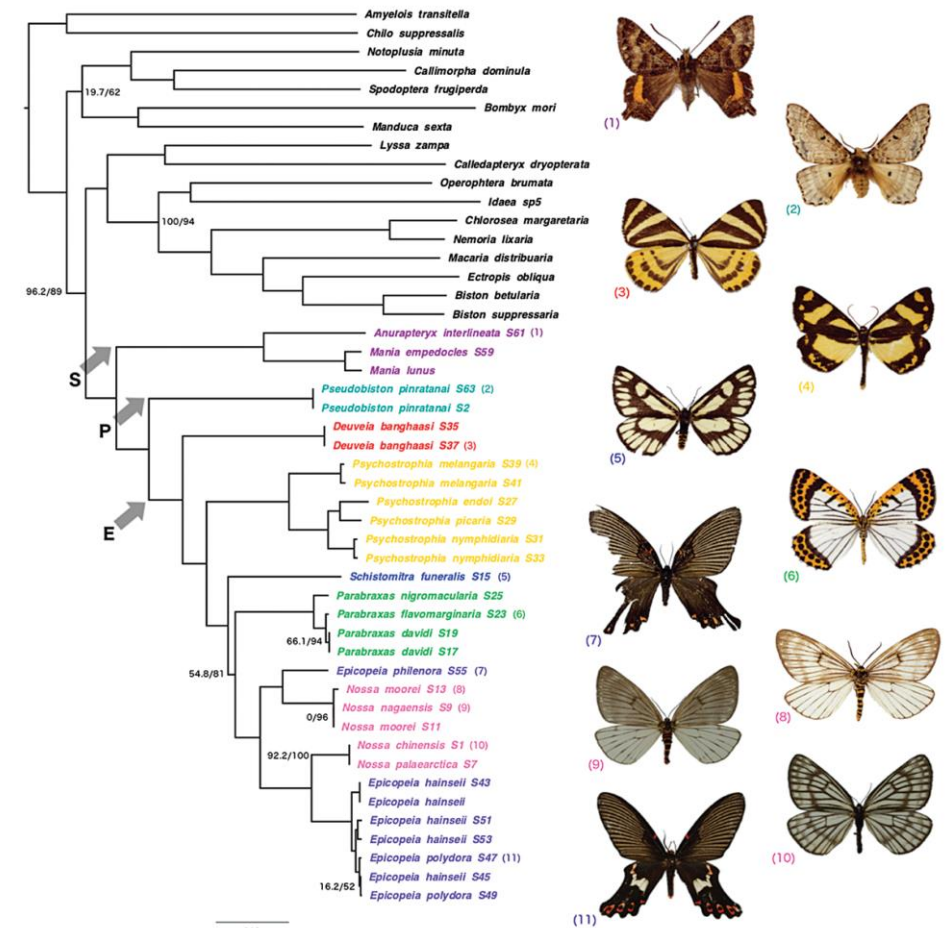 Amyelois transitella
Chilo suppressalis
Notoplusia minuta
Callimorpha dominula
19.7/62
Spodoptera frugiperda
Bombyx mori
Manduca sexta
Lyssa zampa
Calledapteryx dryopterata
Operophtera brumata
Idaea sp5
100/94
Chlorosea margaretaria
Nemoria lixaria
Macaria distribuaria
Ectropis obliqua
96.2/89
Biston betularia
Biston suppressaria
Anurapteryx interlineata S61 (1)
Mania empedocles S59
S
Mania lunus
Pseudobiston pinratanai S63 (2)
Pseudobiston pinratanai S2
P
Deuveia banghaasi S35
Deuveia banghaasi S37 (3)
Psychostrophia melangaria S39 (4)
Psychostrophia melangaria S41
Psychostrophia endoi S27
Psychostrophia picaria S29
E
Psychostrophia nymphidiaria S31
Psychostrophia nymphidiaria S33
Schistomitra funeralis S15 (5)
Parabraxas nigromacularia S25
Parabraxas flavomarginaria S23 (6)
Parabraxas davidi S19
66.1/94
Parabraxas davidi S17
54.8/81
Epicopeia philenora S55 (7)
Nossa moorei S13 (8)
Nossa nagaensis S9 (9)
0/96
Nossa moorei S11
Nossa chinensis S1 (10)
92.2/100
Nossa palaearctica S7
Epicopeia hainseii S43
Epicopeia hainseii
Epicopeia hainseii S51
Epicopeia hainseii S53
Epicopeia polydora S47 (11)
Epicopeia hainseii S45
16.2/52
Epicopeia polydora S49
(1)
(2)
(3)
(4)
(5)
(6)
(7)
(8)
(9)
(10)
(11)